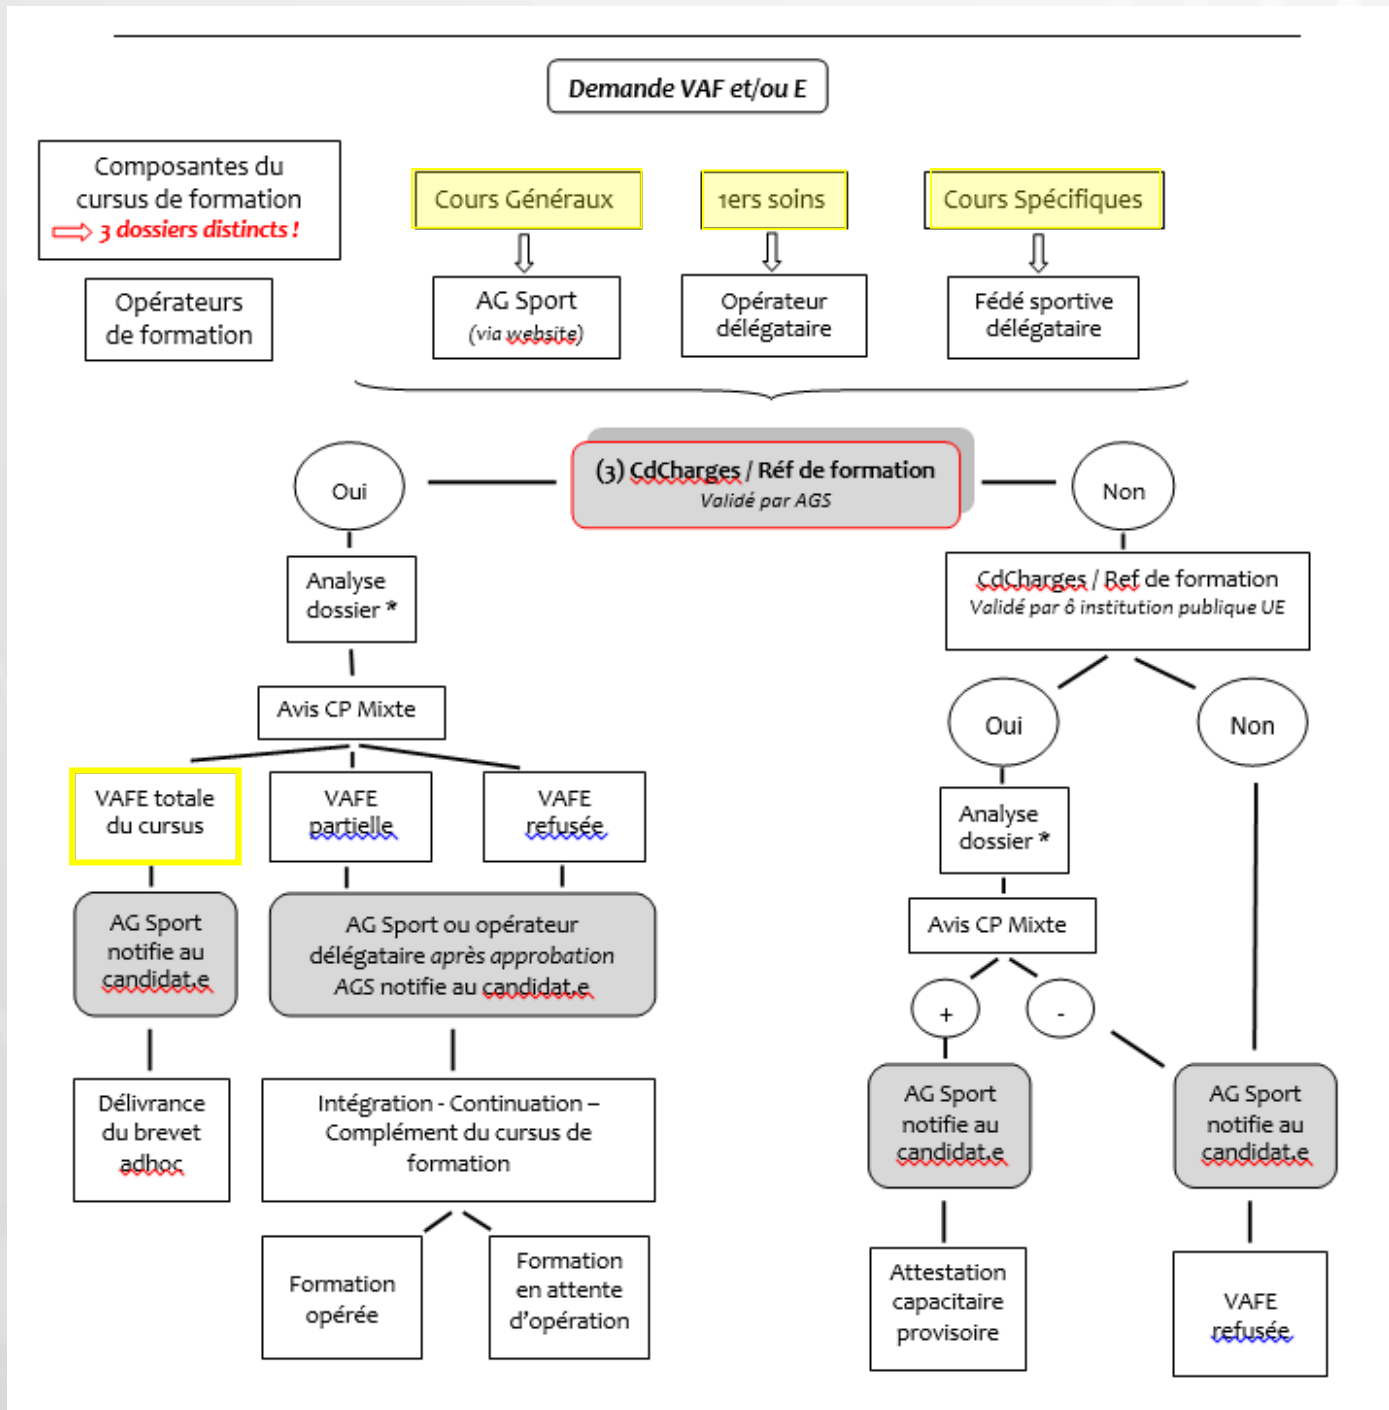 Demande VAF et/ou E
Composantes du
cursus de formation
3 dossiers distincts !
Cours Généraux
1ers soins
Cours Spécifiques
Opérateurs
de formation
AG Sport
(via website)
Opérateur
délégataire
Fédé sportive
délégataire
Oui
(3) CdCharges / Réf de formation
Validé par AGS
Non
Analyse
dossier *
CdCharges / Ref de formation
Validé par ô institution publique UE
Avis CP Mixte
Oui
Non
VAFE totale
du cursus
VAFE
partielle
VAFE
refusée
Analyse
dossier *
AG Sport
notifie au
candidat.e
AG Sport ou opérateur
délégataire après approbation
AGS notifie au candidat.e
Avis CP Mixte
+
-
Délivrance
du brevet
adhoc
Intégration - Continuation –
Complément du cursus de
formation
AG Sport
notifie au
candidat.e
AG Sport
notifie au
candidat.e
Formation
opérée
Formation
en attente
d’opération
Attestation
capacitaire
provisoire
VAFE
refusée